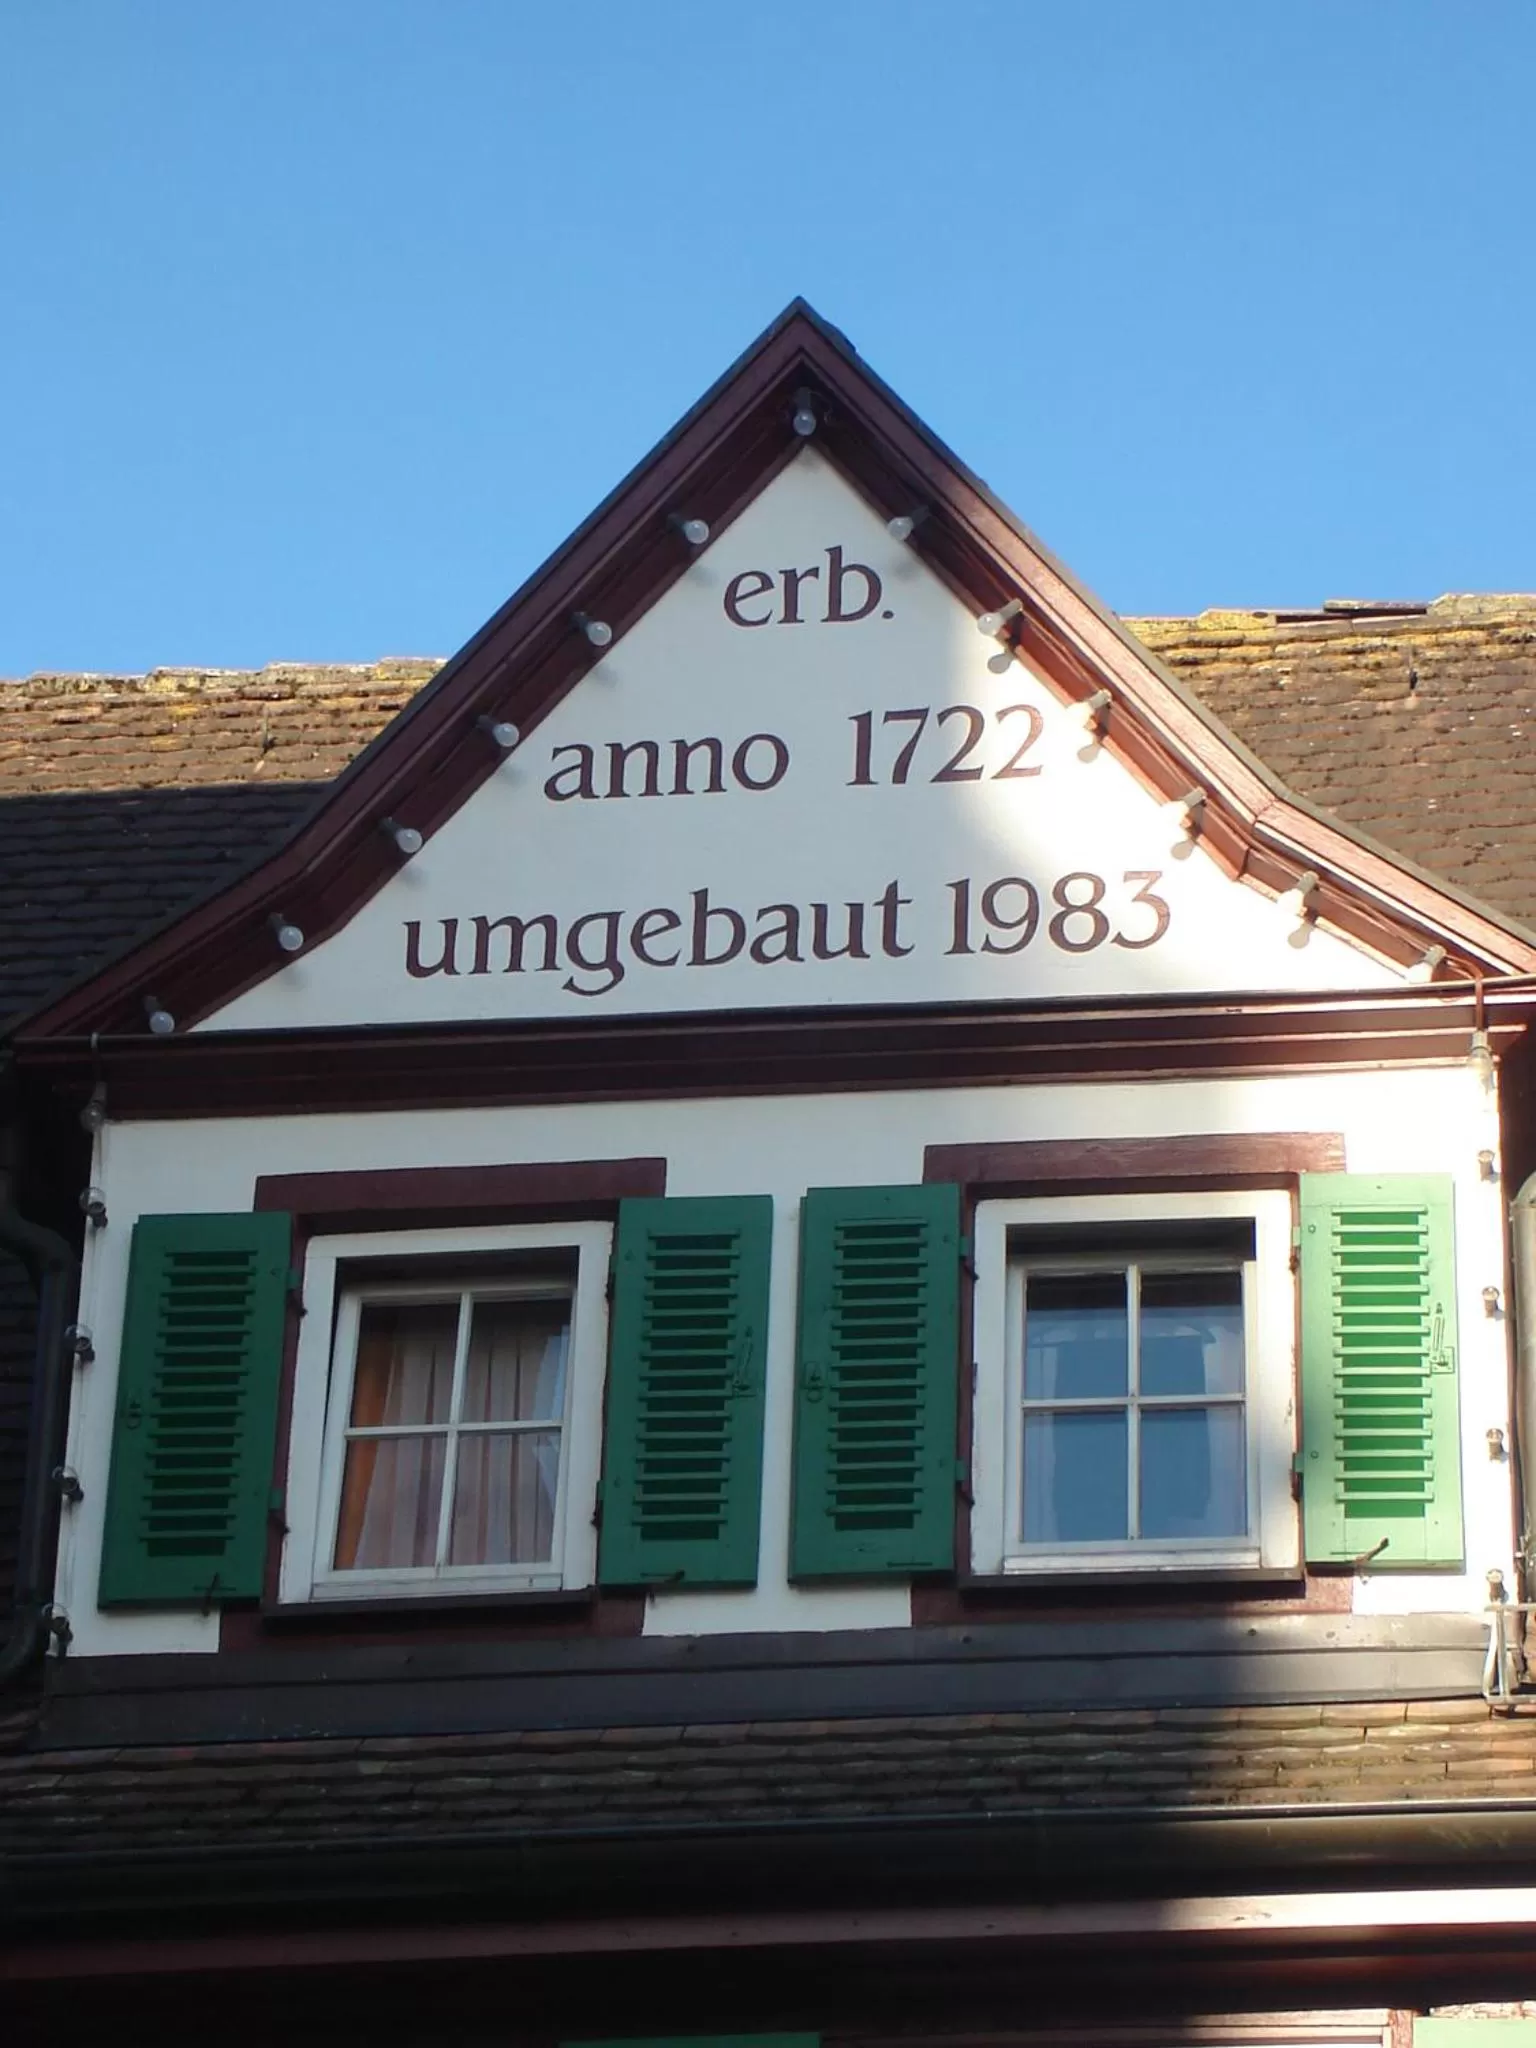 erb.
anno 1722
umgebaut 1983